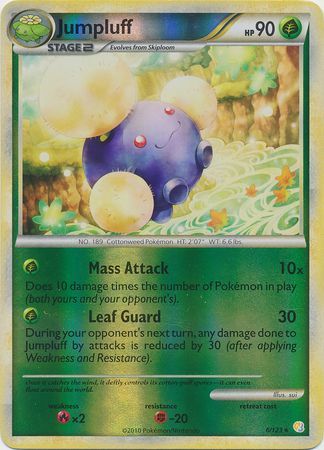 Jumpluff HP 90
STAGE 2 Evolves from Skiploom
NO. 189 Cottonweed Pokémon HT. 2'07" WT. 6.6 lbs.
Mass Attack 10x
Does 10 damage times the number of Pokémon in play
(both yours and your opponent's).
Leaf Guard 30
During your opponent's next turn, any damage done to
Jumpluff by attacks is reduced by 30 (after applying
Weakness and Resistance).
Once it catches the wind, it deftly controls its cotton-puff spores—it can even
float around the world.
Illus. sui
weakness resistance retreat cost
x2 -20
©2010 Pokémon/Nintendo 6/123 ★